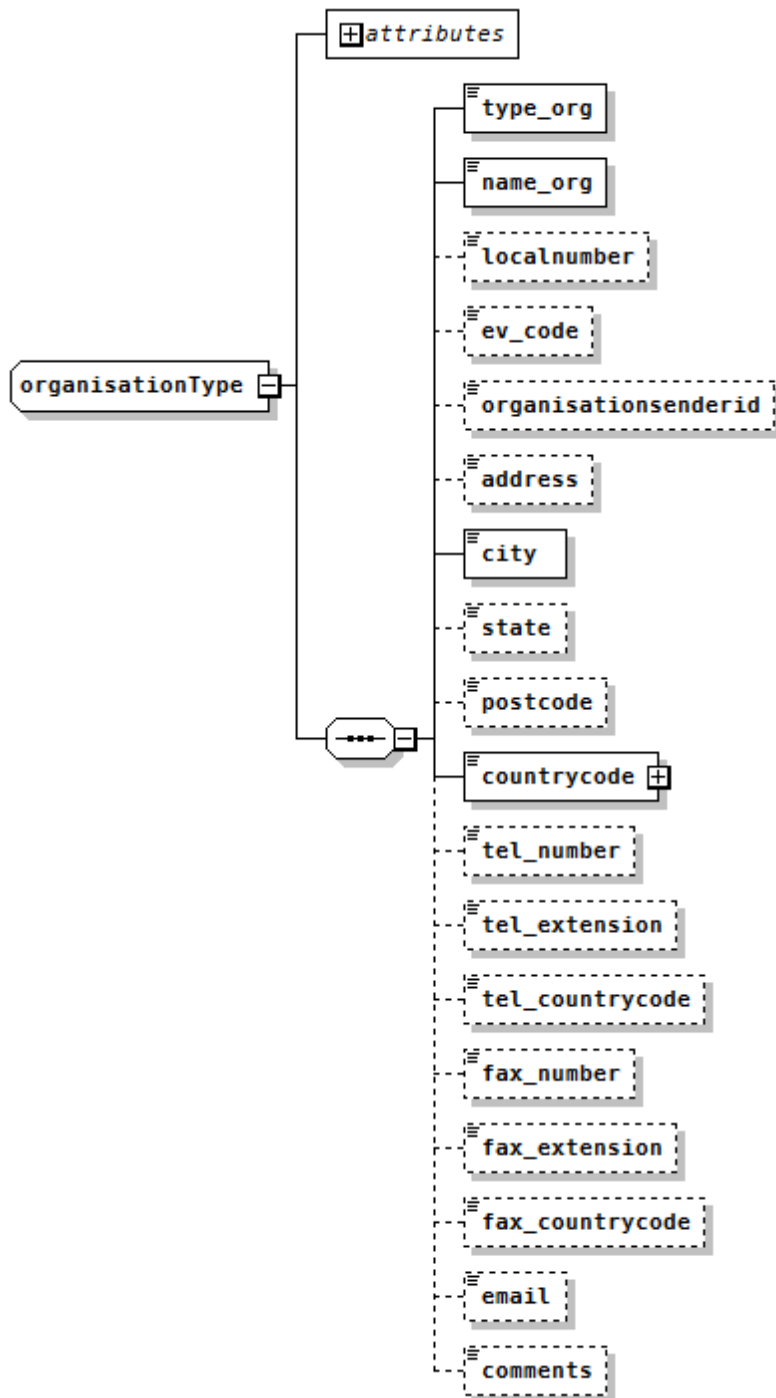 attributes
type_org
name_org
localnumber
ev_code
organisationType
organisationsenderid
address
city
state
postcode
countrycode
tel_number
tel_extension
tel_countrycode
fax_number
fax_extension
fax_countrycode
email
comments